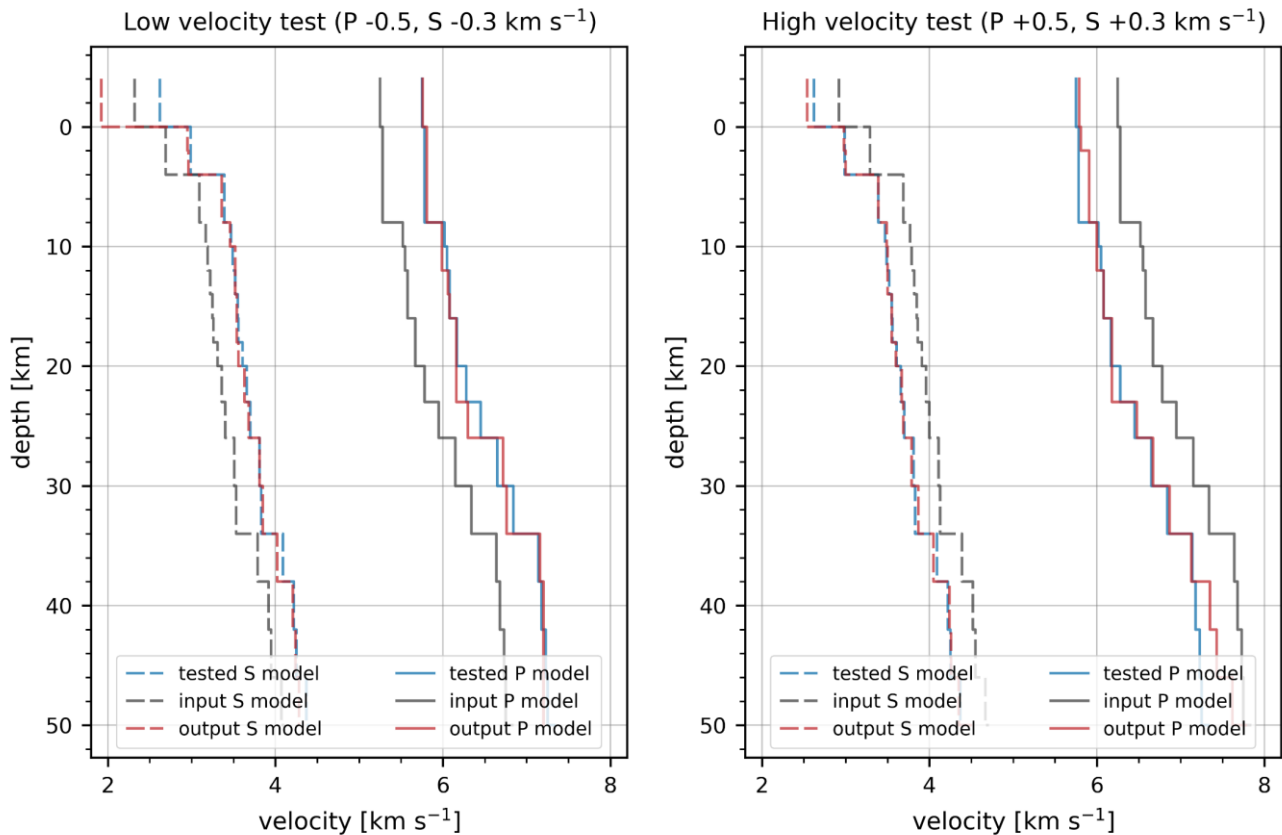 Low velocity test (P -0.5, S -0.3 km s⁻¹)
0
10
20
30
40
50
depth [km]
2
4
6
8
velocity [km s⁻¹]
tested S model
input S model
output S model
tested P model
input P model
output P model
High velocity test (P +0.5, S +0.3 km s⁻¹)
0
10
20
30
40
50
depth [km]
2
4
6
8
velocity [km s⁻¹]
tested S model
input S model
output S model
tested P model
input P model
output P model